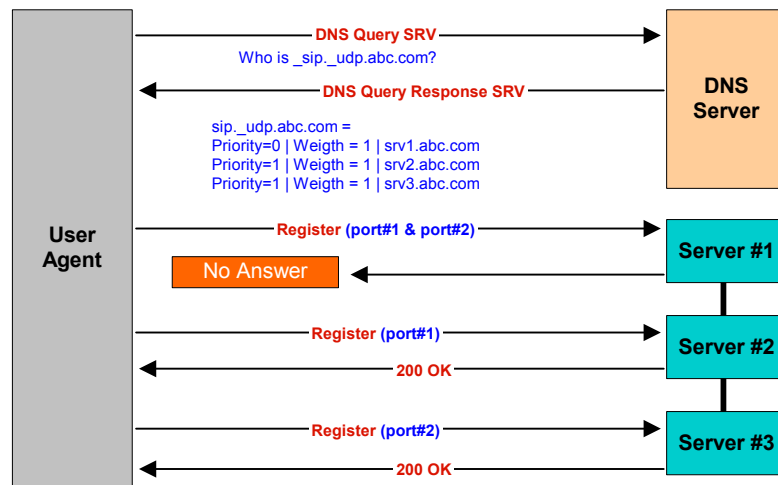 DNS Query SRV
Who is _sip._udp.abc.com?
DNS Query Response SRV
DNS
Server
sip._udp.abc.com =
Priority=0 | Weigth = 1 | srv1.abc.com
Priority=1 | Weigth = 1 | srv2.abc.com
Priority=1 | Weigth = 1 | srv3.abc.com
User
Agent
Register (port#1 & port#2)
Server #1
No Answer
Register (port#1)
Server #2
200 OK
Register (port#2)
Server #3
200 OK